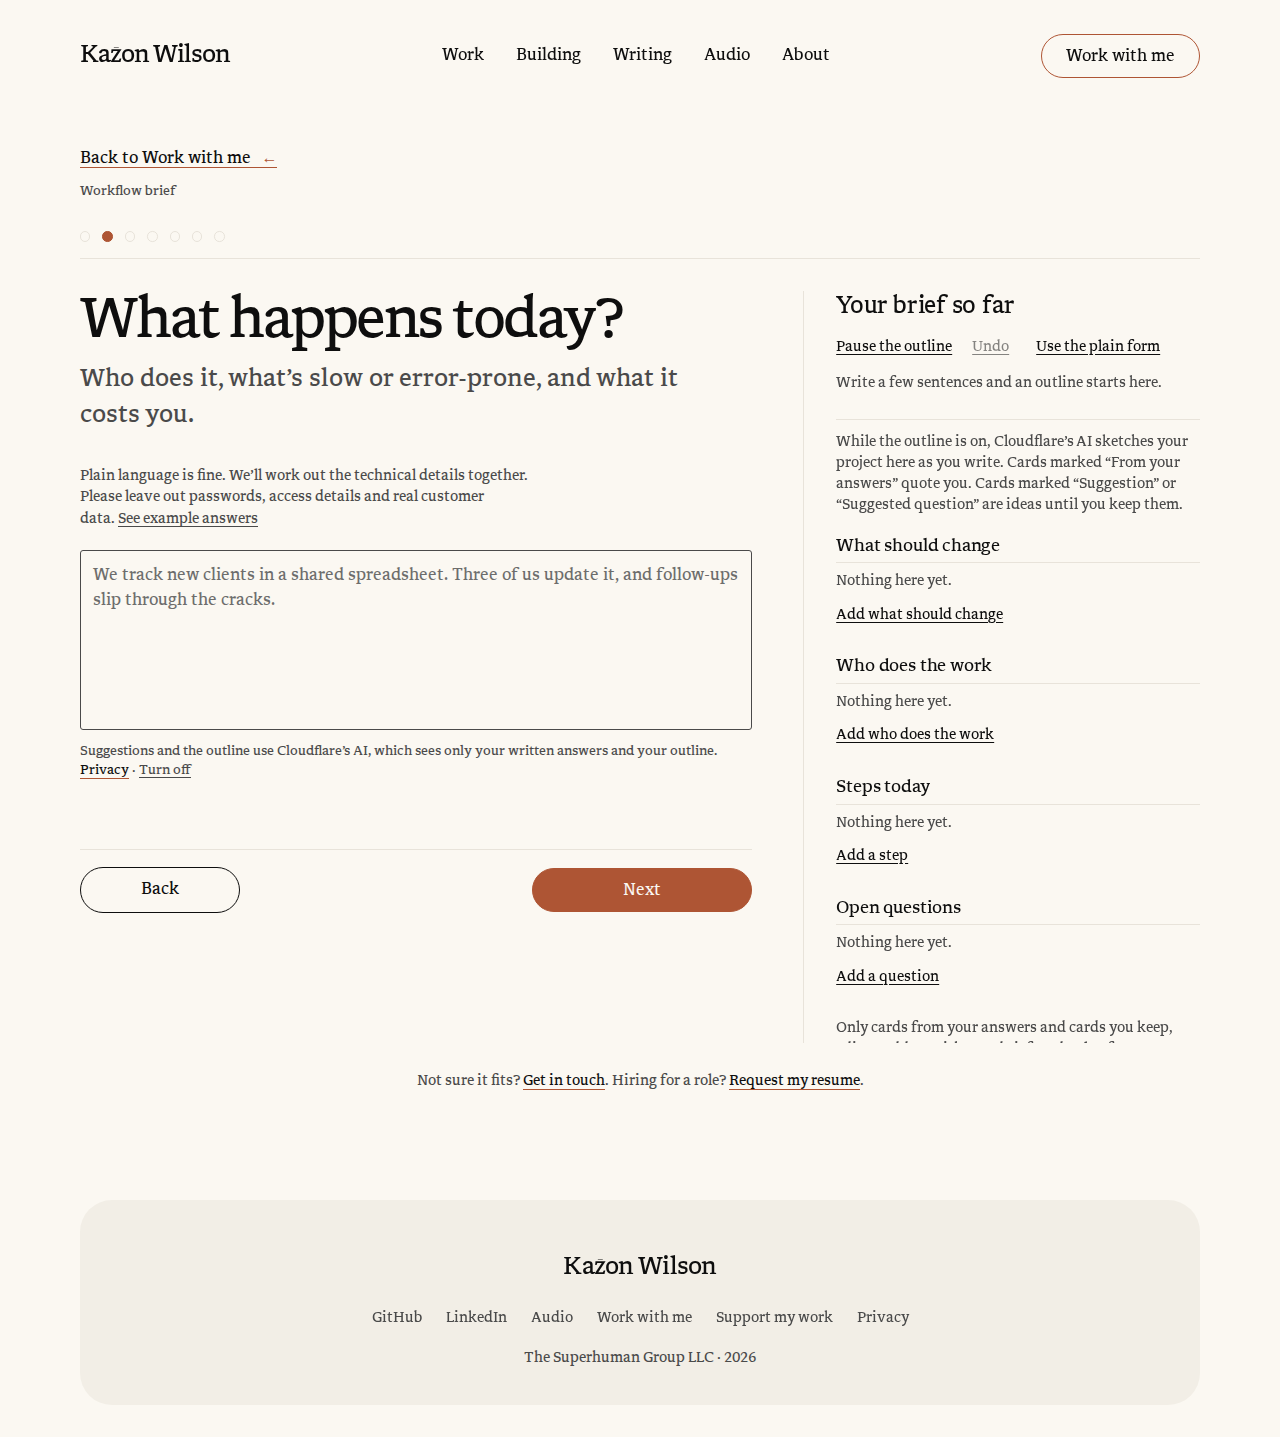 Każon Wilson
Work Building Writing Audio About
Work with me
Back to Work with me ←
Workflow brief
What happens today?
Who does it, what’s slow or error-prone, and what it
costs you.
Plain language is fine. We’ll work out the technical details together.
Please leave out passwords, access details and real customer
data. See example answers
We track new clients in a shared spreadsheet. Three of us update it, and follow-ups
slip through the cracks.
Suggestions and the outline use Cloudflare’s AI, which sees only your written answers and your outline.
Privacy · Turn off
Back
Next
Your brief so far
Pause the outline Undo Use the plain form
Write a few sentences and an outline starts here.
While the outline is on, Cloudflare’s AI sketches your
project here as you write. Cards marked “From your
answers” quote you. Cards marked “Suggestion” or
“Suggested question” are ideas until you keep them.
What should change
Nothing here yet.
Add what should change
Who does the work
Nothing here yet.
Add who does the work
Steps today
Nothing here yet.
Add a step
Open questions
Nothing here yet.
Add a question
Only cards from your answers and cards you keep,
Not sure it fits? Get in touch. Hiring for a role? Request my resume.
Każon Wilson
GitHub LinkedIn Audio Work with me Support my work Privacy
The Superhuman Group LLC · 2026